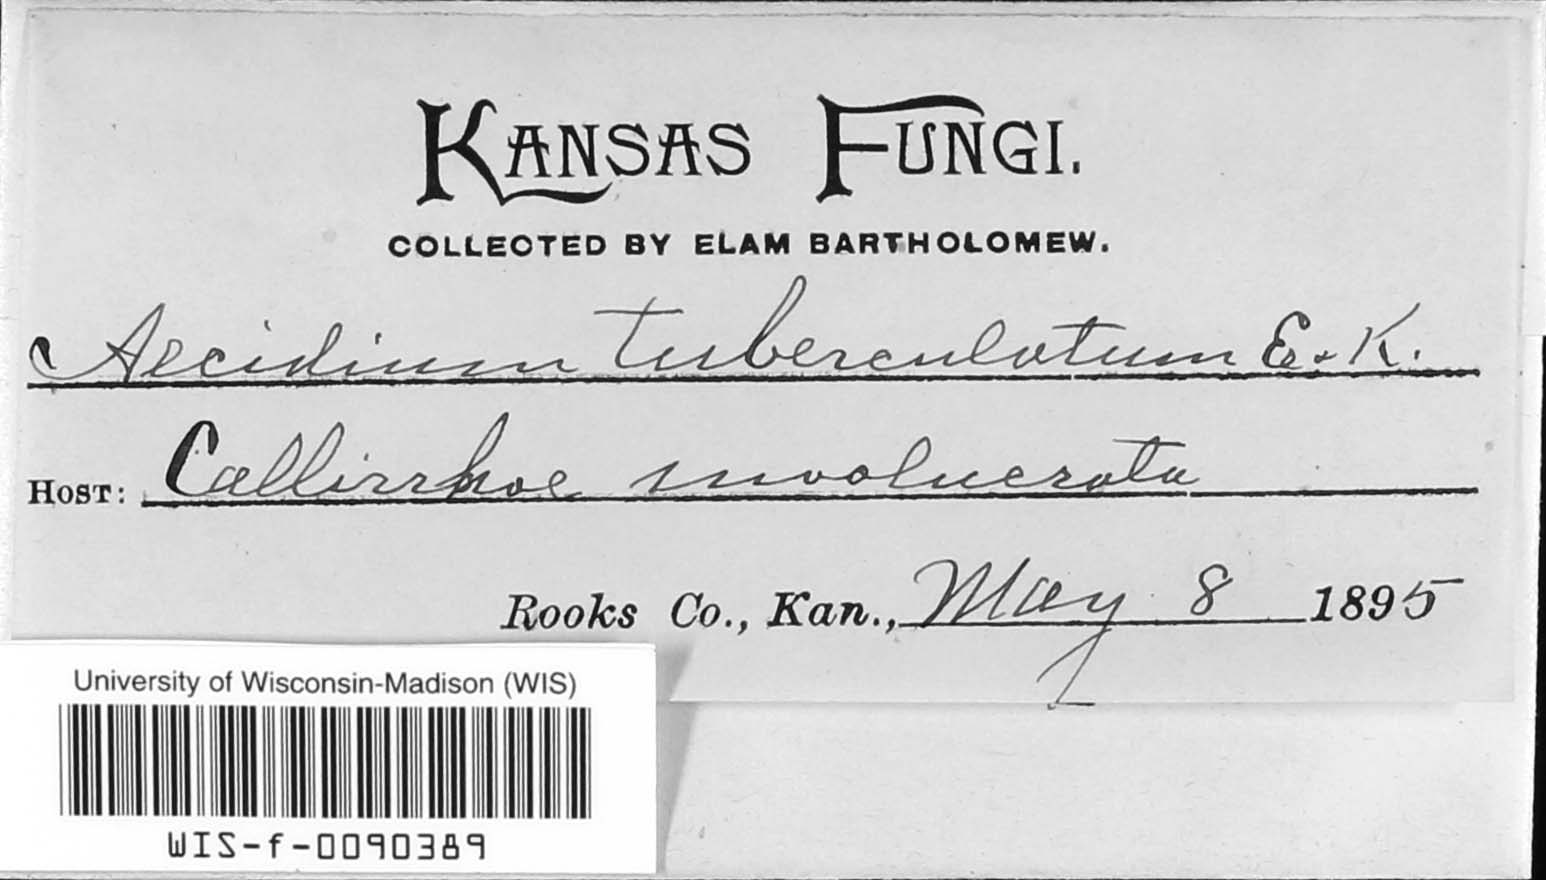 KANSAS FUNGI.
COLLECTED BY ELAM BARTHOLOMEW.
Aecidium tuberculatum E. & K.
HOST: Callirrhoe involucrata
Rooks Co., Kan., May 8 1895
University of Wisconsin-Madison (WIS)
WIS-f-0090389